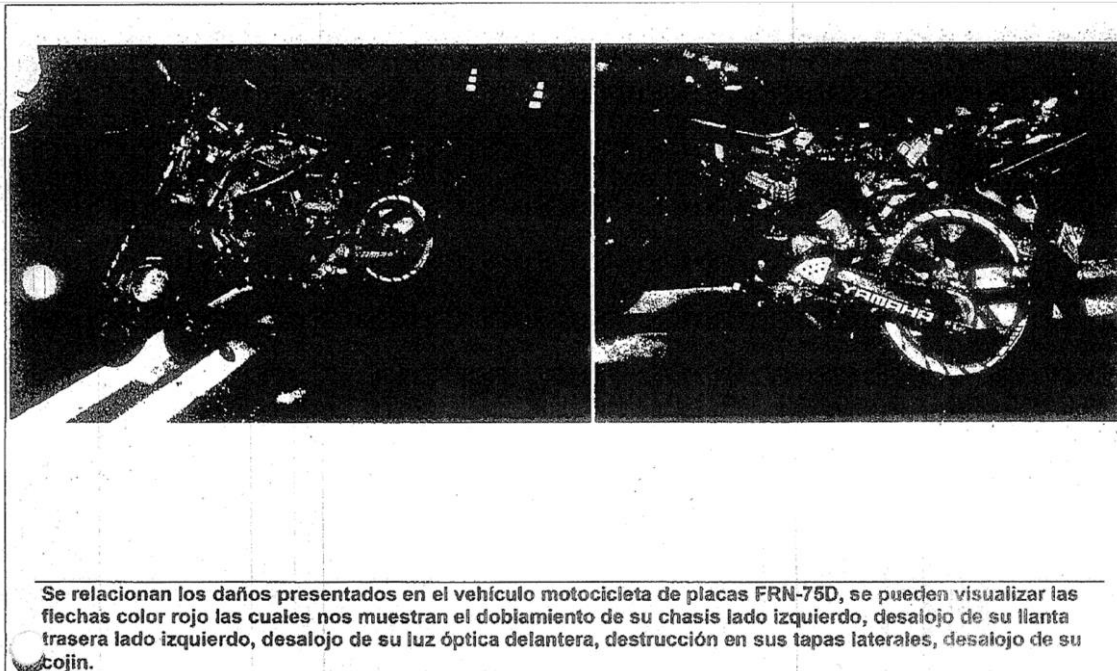 YAMAHA
Se relacionan los daños presentados en el vehículo motocicleta de placas FRN-75D, se pueden visualizar las
flechas color rojo las cuales nos muestran el doblamiento de su chasis lado izquierdo, desalojo de su llanta
trasera lado izquierdo, desalojo de su luz óptica delantera, destrucción en sus tapas laterales, desalojo de su
cojin.